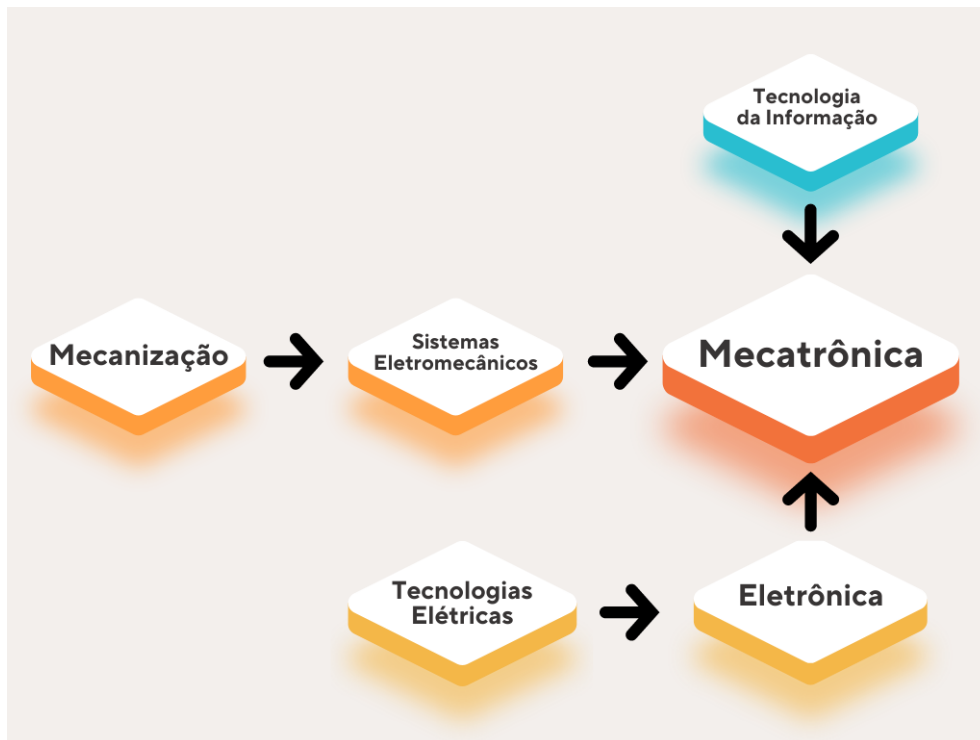 Tecnologia
da Informação
Mecanização
Sistemas
Eletromecânicos
Mecatrônica
Tecnologias
Elétricas
Eletrônica